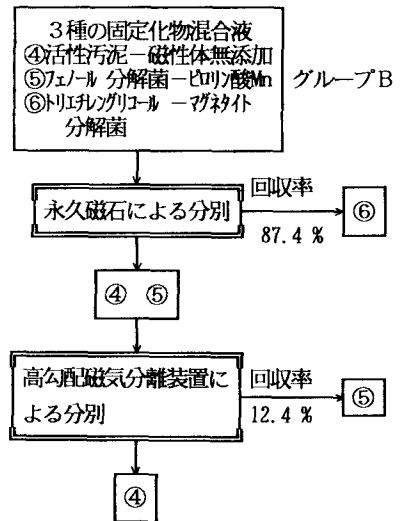 3種の固定化物混合液
④活性汚泥－磁性体無添加
⑤フェノール 分解菌－ピロリン酸Mn
⑥トリエチレングリコール －マグネタイト
分解菌
グループB
永久磁石による分別
回収率
87.4 %
⑥
④ ⑤
高勾配磁気分離装置に
よる分別
回収率
12.4 %
⑤
④